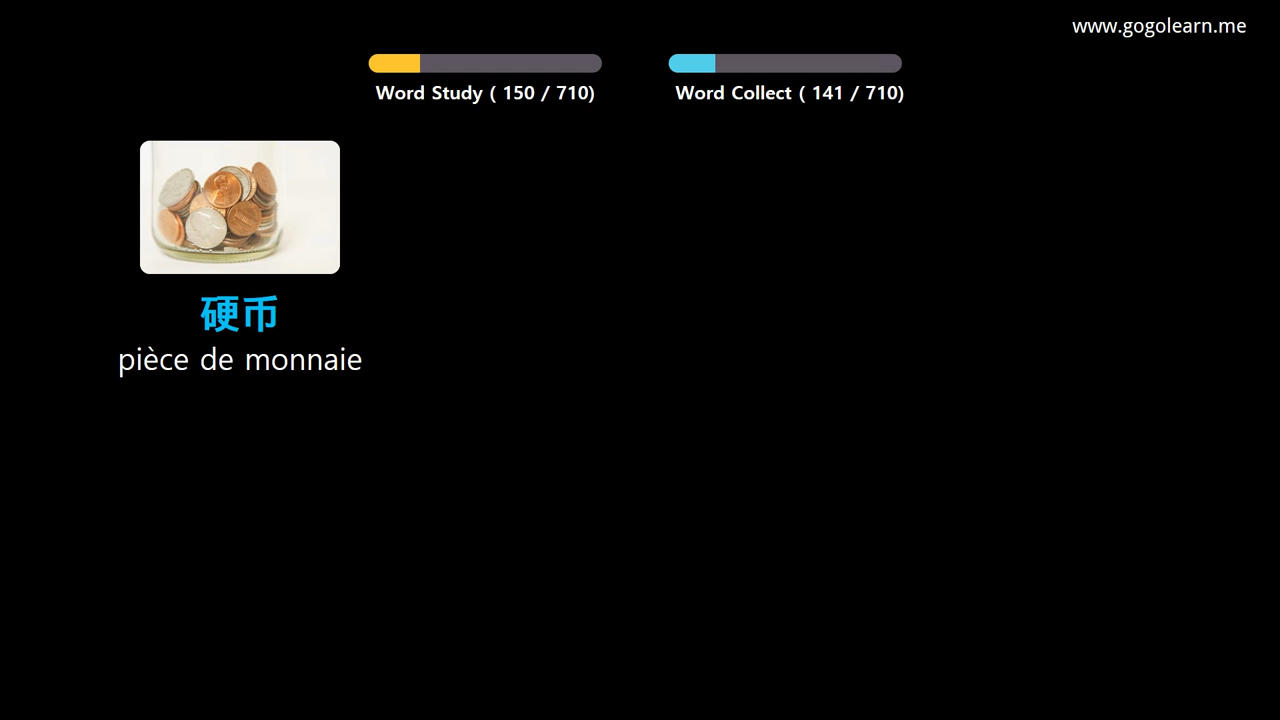 www.gogolearn.me
Word Study ( 150 / 710)
Word Collect ( 141 / 710)
硬币
pièce de monnaie